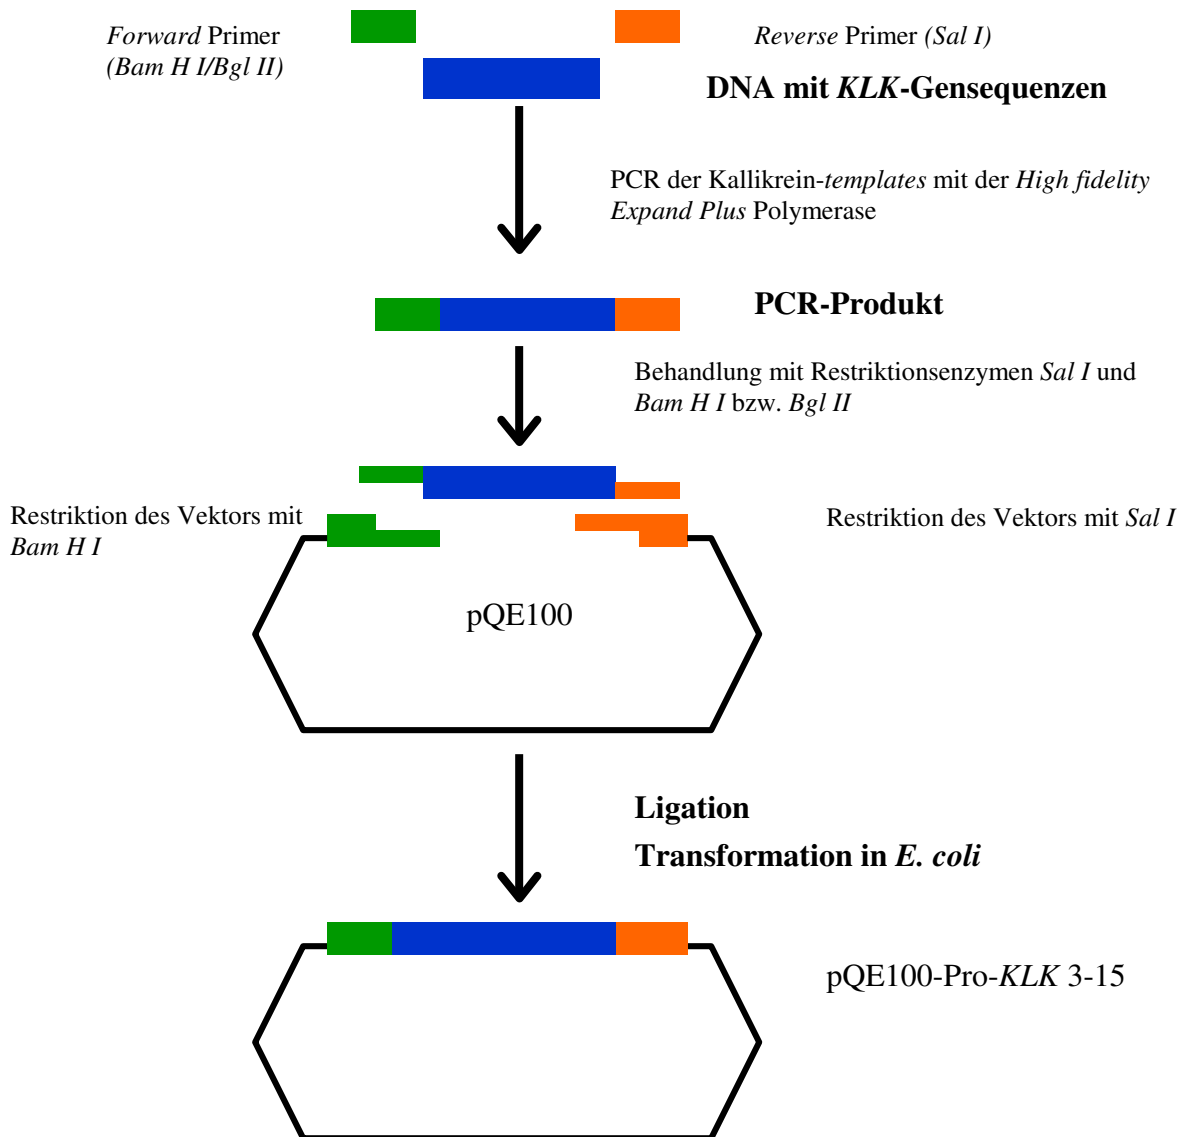 Forward Primer
(Bam H I/Bgl II)
Reverse Primer (Sal I)
DNA mit KLK-Gensequenzen
PCR der Kallikrein-templates mit der High fidelity
Expand Plus Polymerase
PCR-Produkt
Behandlung mit Restriktionsenzymen Sal I und
Bam H I bzw. Bgl II
Restriktion des Vektors mit
Bam H I
Restriktion des Vektors mit Sal I
pQE100
Ligation
Transformation in E. coli
pQE100-Pro-KLK 3-15